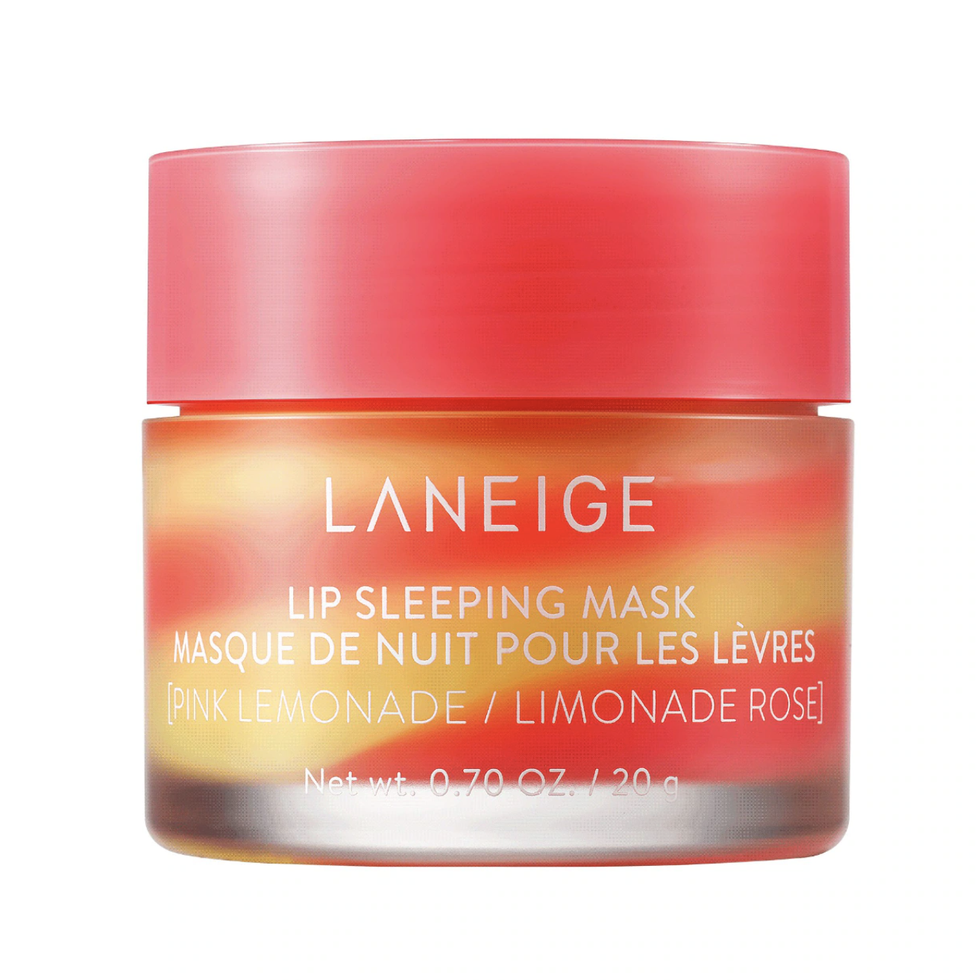 LANEIGE
LIP SLEEPING MASK
MASQUE DE NUIT POUR LES LÈVRES
[PINK LEMONADE / LIMONADE ROSE]
Net wt. 0.70 OZ. / 20 g